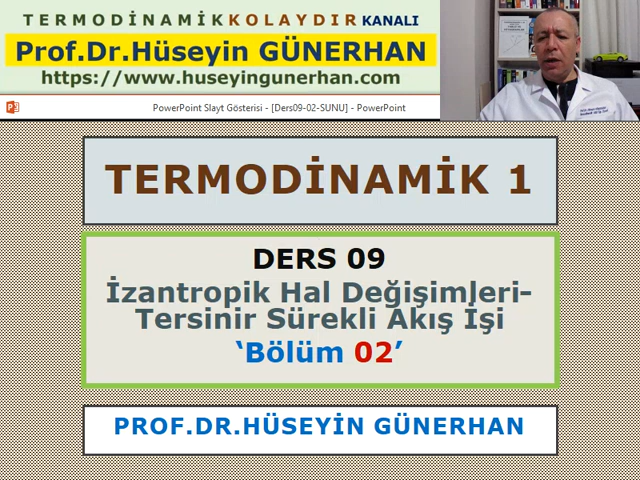 TERMODİNAMİKKOLAYDIR KANALI
Prof.Dr.Hüseyin GÜNERHAN
https://www.huseyingunerhan.com
PowerPoint Slayt Gösterisi - [Ders09-02-SUNU] - PowerPoint
TERMODİNAMİK 1
DERS 09
İzantropik Hal Değişimleri-
Tersinir Sürekli Akış İşi
‘Bölüm 02’
PROF.DR.HÜSEYİN GÜNERHAN